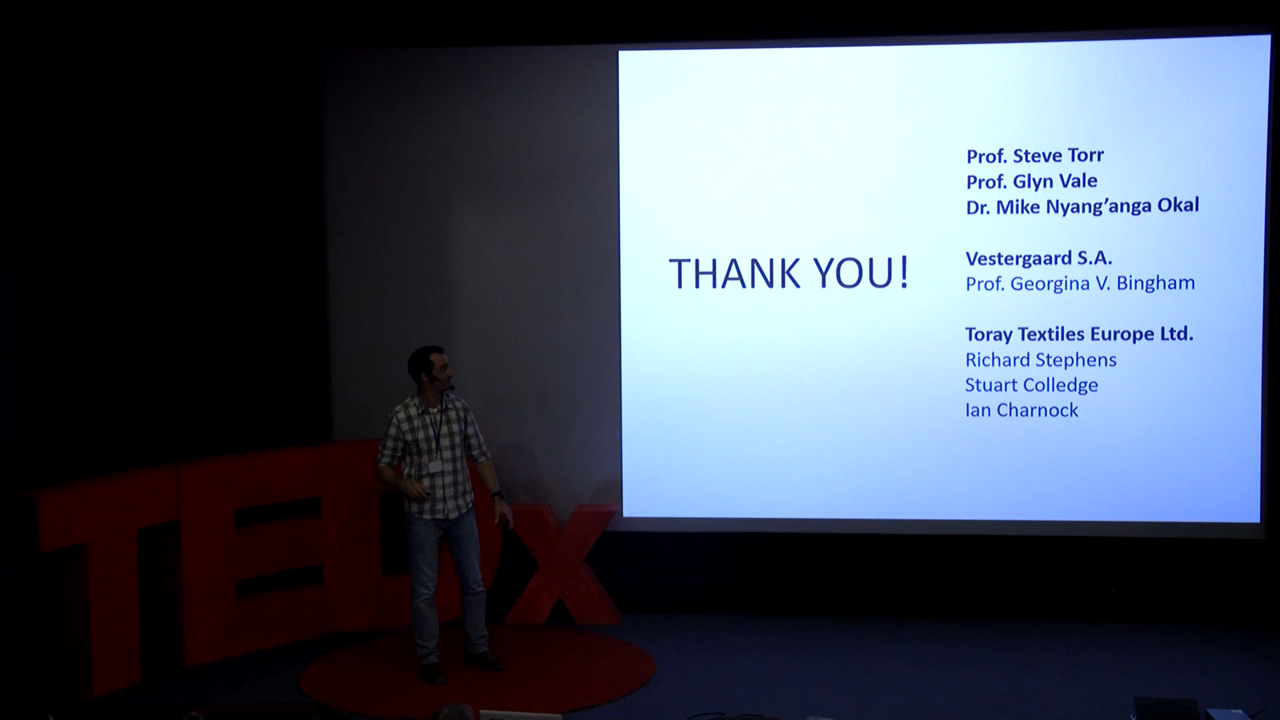 THANK YOU!
Prof. Steve Torr
Prof. Glyn Vale
Dr. Mike Nyang’anga Okal
Vestergaard S.A.
Prof. Georgina V. Bingham
Toray Textiles Europe Ltd.
Richard Stephens
Stuart Colledge
Ian Charnock
TEDx